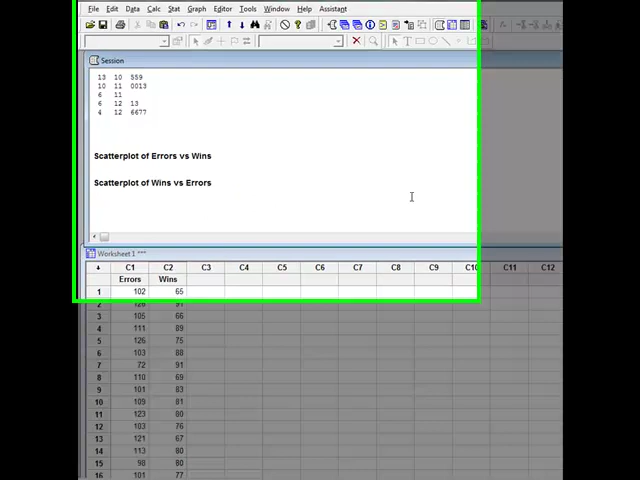 File Edit Data Calc Stat Graph Editor Tools Window Help Assistant
Session
13 10 559
10 11 0013
6 11
6 12 13
4 12 6677
Scatterplot of Errors vs Wins
Scatterplot of Wins vs Errors
Worksheet 1 ***
C1 C2 C3 C4 C5 C6 C7 C8 C9 C10 C11 C12
Errors Wins
1 102 65
2 126 91
3 105 66
4 111 89
5 126 75
6 103 88
7 72 91
8 110 69
9 101 83
10 109 81
11 123 80
12 103 76
13 121 67
14 113 80
15 98 80
16 101 77